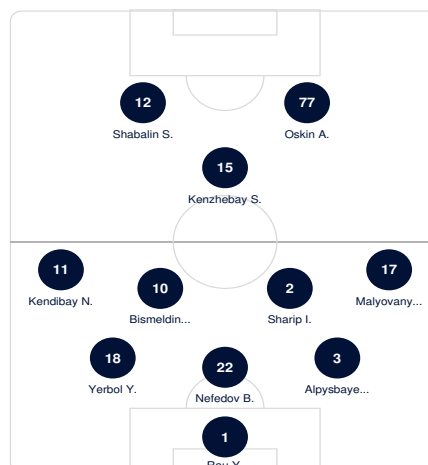 12
77
Shabalin S.
Oskin A.
15
Kenzhebay S.
11
17
Kendibay N.
Malyovany...
10
2
Bismeldin...
Sharip I.
18
3
22
Yerbol Y.
Alpysbaye...
Nefedov B.
1